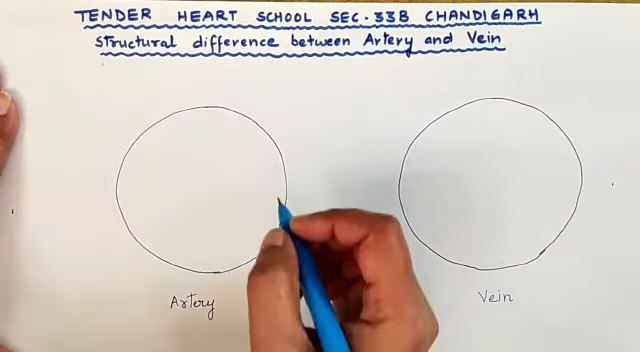 TENDER HEART SCHOOL SEC. 33B CHANDIGARH
Structural difference between Artery and Vein
Artery
Vein